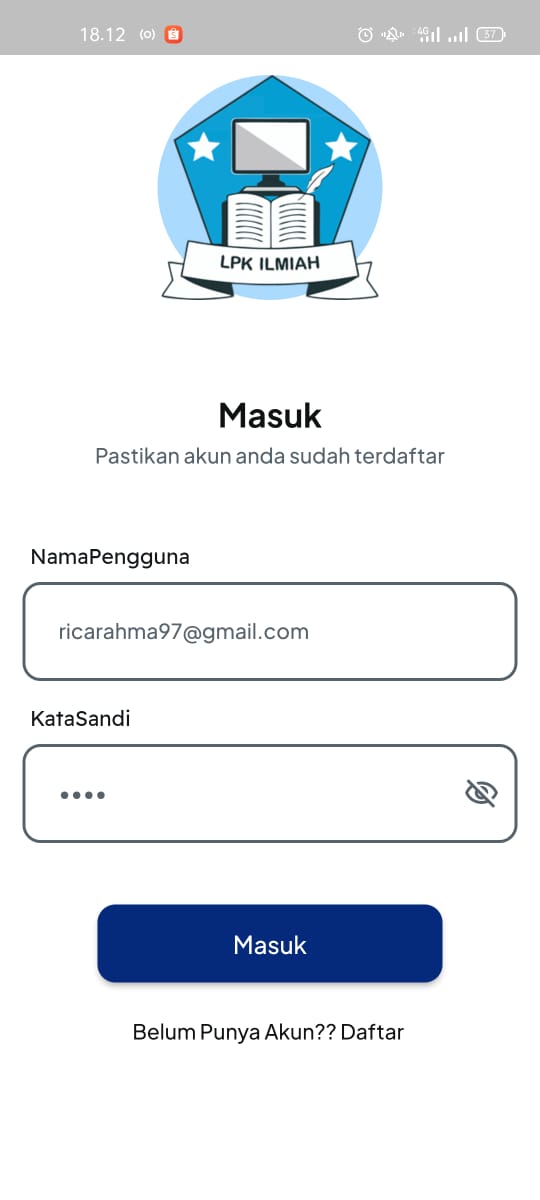 18.12
4G
37
LPK ILMIAH
Masuk
Pastikan akun anda sudah terdaftar
NamaPengguna
ricarahma97@gmail.com
KataSandi
••••
Masuk
Belum Punya Akun?? Daftar